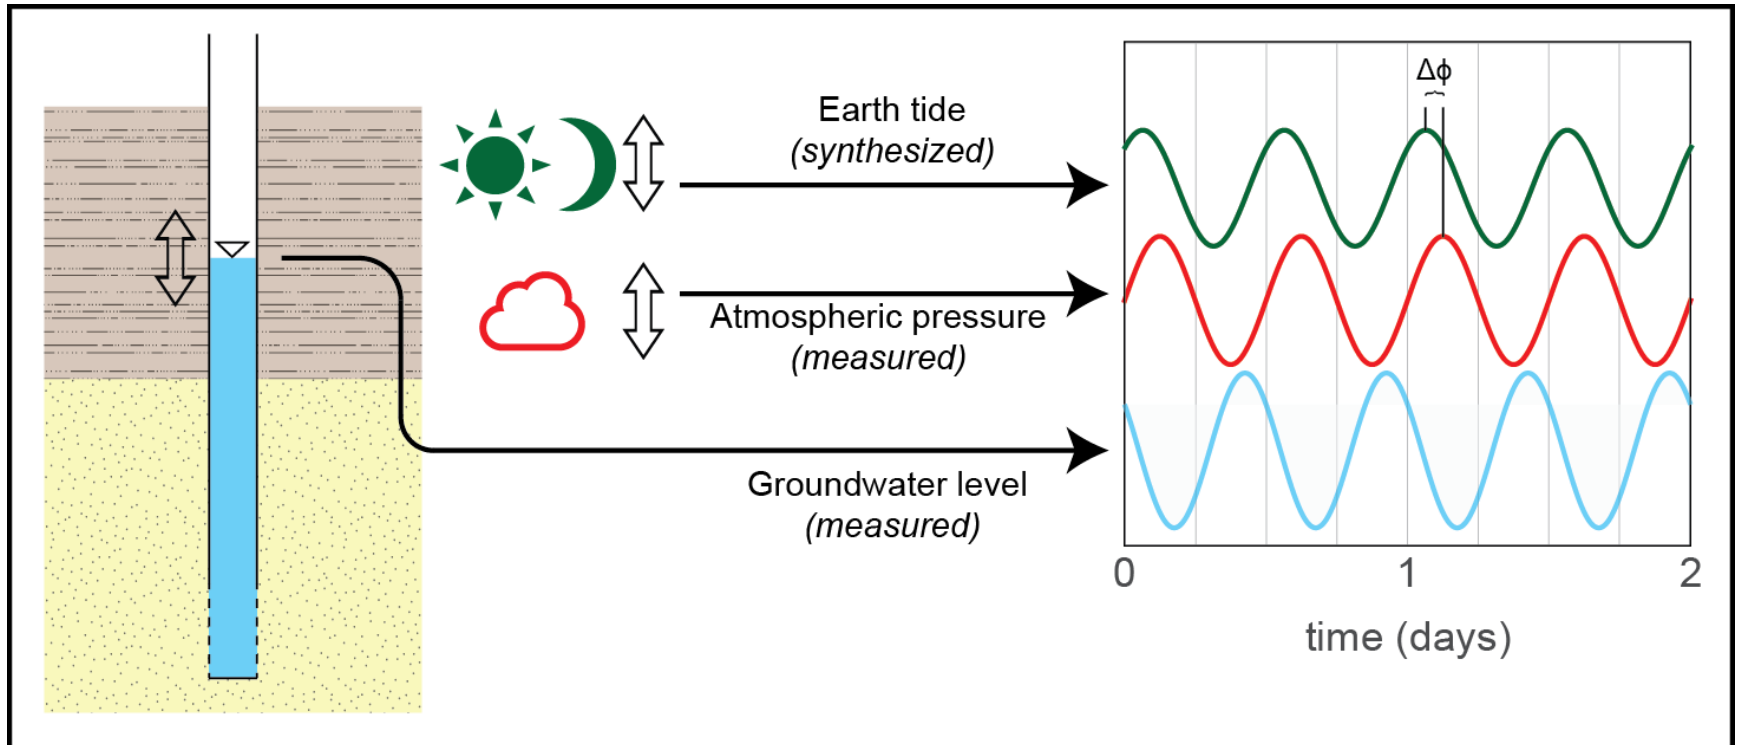 Earth tide
(synthesized)
Atmospheric pressure
(measured)
Groundwater level
(measured)
Δϕ
0 1 2
time (days)